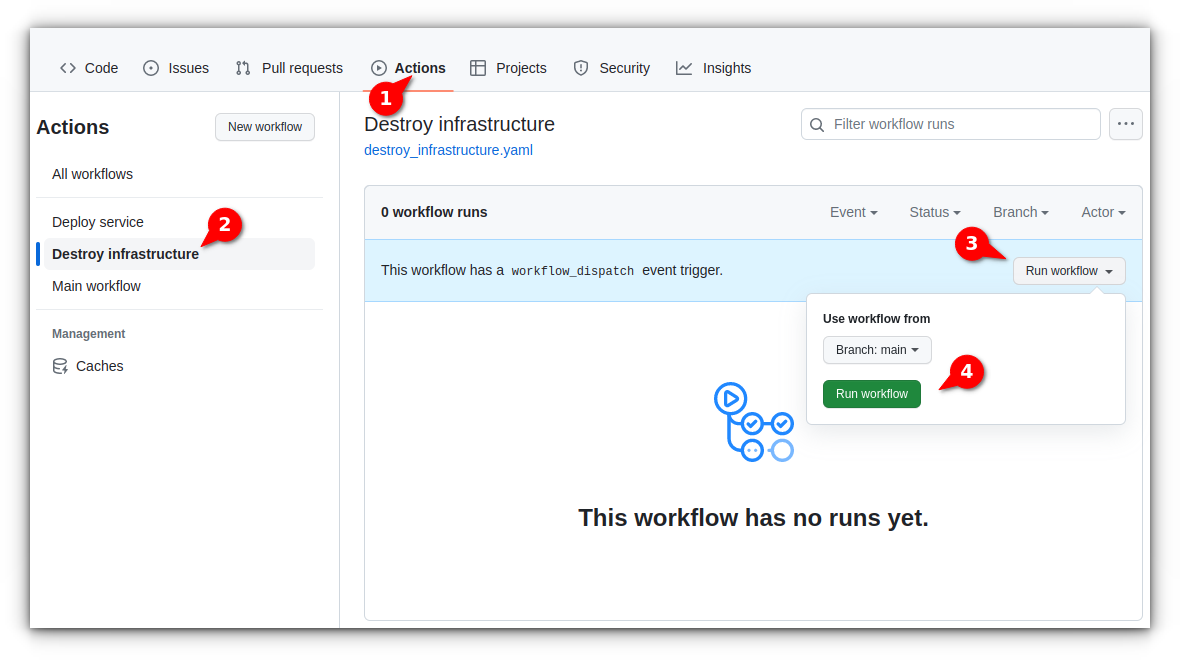 Code Issues Pull requests Actions Projects Security Insights
1
Actions New workflow
All workflows
Deploy service
2
Destroy infrastructure
Main workflow
Management
Caches
Destroy infrastructure
destroy_infrastructure.yaml
Filter workflow runs
0 workflow runs Event Status Branch Actor
3
This workflow has a workflow_dispatch event trigger. Run workflow
Use workflow from
Branch: main
4
Run workflow
This workflow has no runs yet.